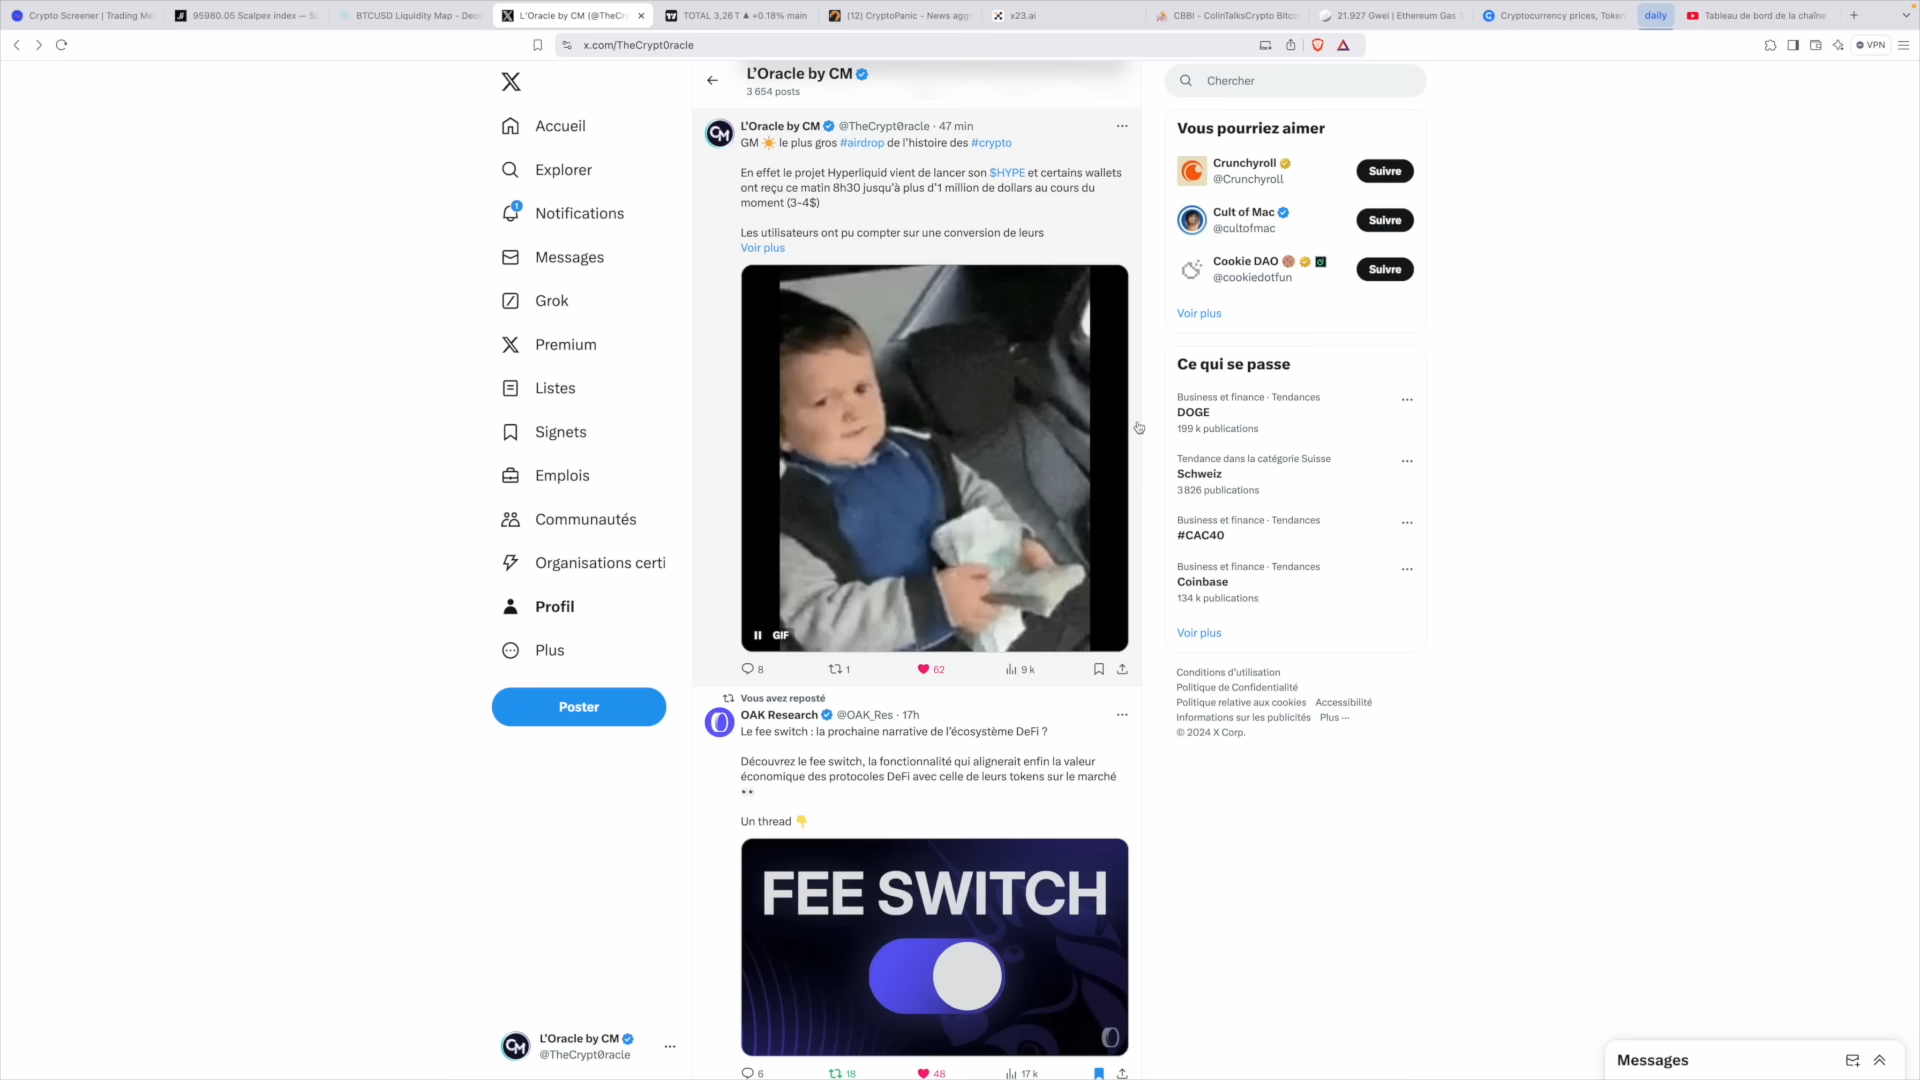 Crypto Screener | Trading Me
95980.05 Scalpex index — Sc
BTCUSD Liquidity Map - Dece
L'Oracle by CM (@TheCry
TOTAL 3,26 T ▲ +0.18% main
(12) CryptoPanic - News agg
x23.ai
CBBI - ColinTalksCrypto Bitco
21.927 Gwei | Ethereum Gas T
Cryptocurrency prices, Token
daily
Tableau de bord de la chaîne
x.com/TheCrypt0racle
VPN
L'Oracle by CM
3 654 posts
Chercher
Accueil
Explorer
Notifications
1
Messages
Grok
Premium
Listes
Signets
Emplois
Communautés
Organisations certi
Profil
Plus
Poster
L'Oracle by CM
@TheCrypt0racle
CM
L'Oracle by CM @TheCrypt0racle · 47 min
GM ☀️ le plus gros #airdrop de l'histoire des #crypto
En effet le projet Hyperliquid vient de lancer son $HYPE et certains wallets
ont reçu ce matin 8h30 jusqu'à plus d'1 million de dollars au cours du
moment (3-4$)
Les utilisateurs ont pu compter sur une conversion de leurs
Voir plus
GIF
8 1 62 9 k
Vous avez reposté
OAK Research @OAK_Res · 17h
Le fee switch : la prochaine narrative de l'écosystème DeFi ?
Découvrez le fee switch, la fonctionnalité qui alignerait enfin la valeur
économique des protocoles DeFi avec celle de leurs tokens sur le marché
👀
Un thread 👇
FEE SWITCH
6 18 48 17 k
Vous pourriez aimer
Crunchyroll
@Crunchyroll
Suivre
Cult of Mac
@cultofmac
Suivre
Cookie DAO 🍪
@cookiedotfun
Suivre
Voir plus
Ce qui se passe
Business et finance · Tendances
DOGE
199 k publications
Tendance dans la catégorie Suisse
Schweiz
3 826 publications
Business et finance · Tendances
#CAC40
Business et finance · Tendances
Coinbase
134 k publications
Voir plus
Conditions d'utilisation
Politique de Confidentialité
Politique relative aux cookies Accessibilité
Informations sur les publicités Plus ···
© 2024 X Corp.
Messages
CM